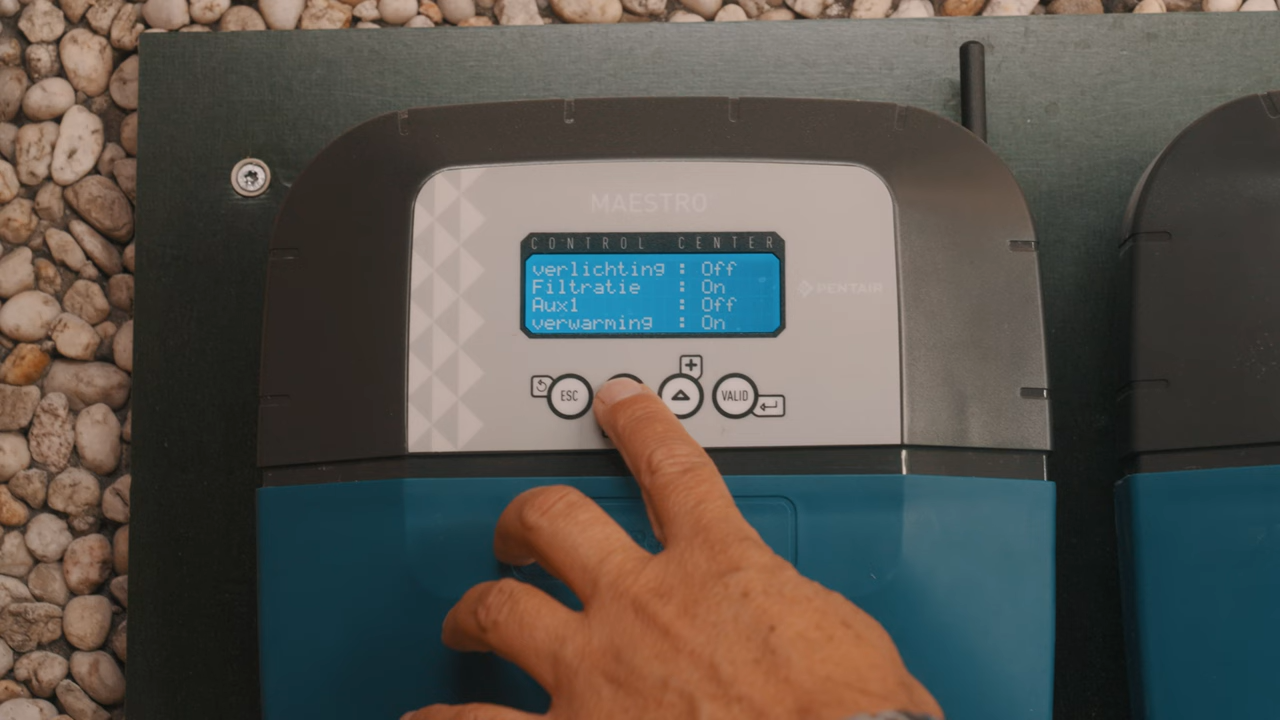 MAESTRO
CONTROL CENTER
verlichting : Off
Filtratie : On
Aux1 : Off
verwarming : On
PENTAIR
ESC
VALID